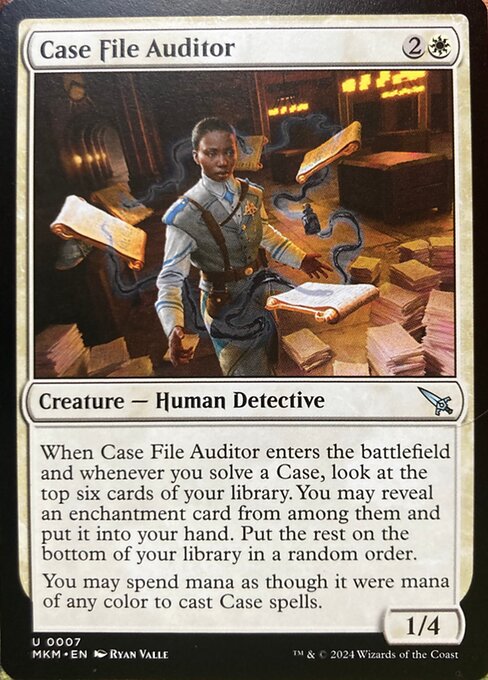 Case File Auditor 2
Creature — Human Detective
When Case File Auditor enters the battlefield
and whenever you solve a Case, look at the
top six cards of your library. You may reveal
an enchantment card from among them and
put it into your hand. Put the rest on the
bottom of your library in a random order.
You may spend mana as though it were mana
of any color to cast Case spells.
1/4
U 0007
MKM • EN Ryan Valle
™ & © 2024 Wizards of the Coast